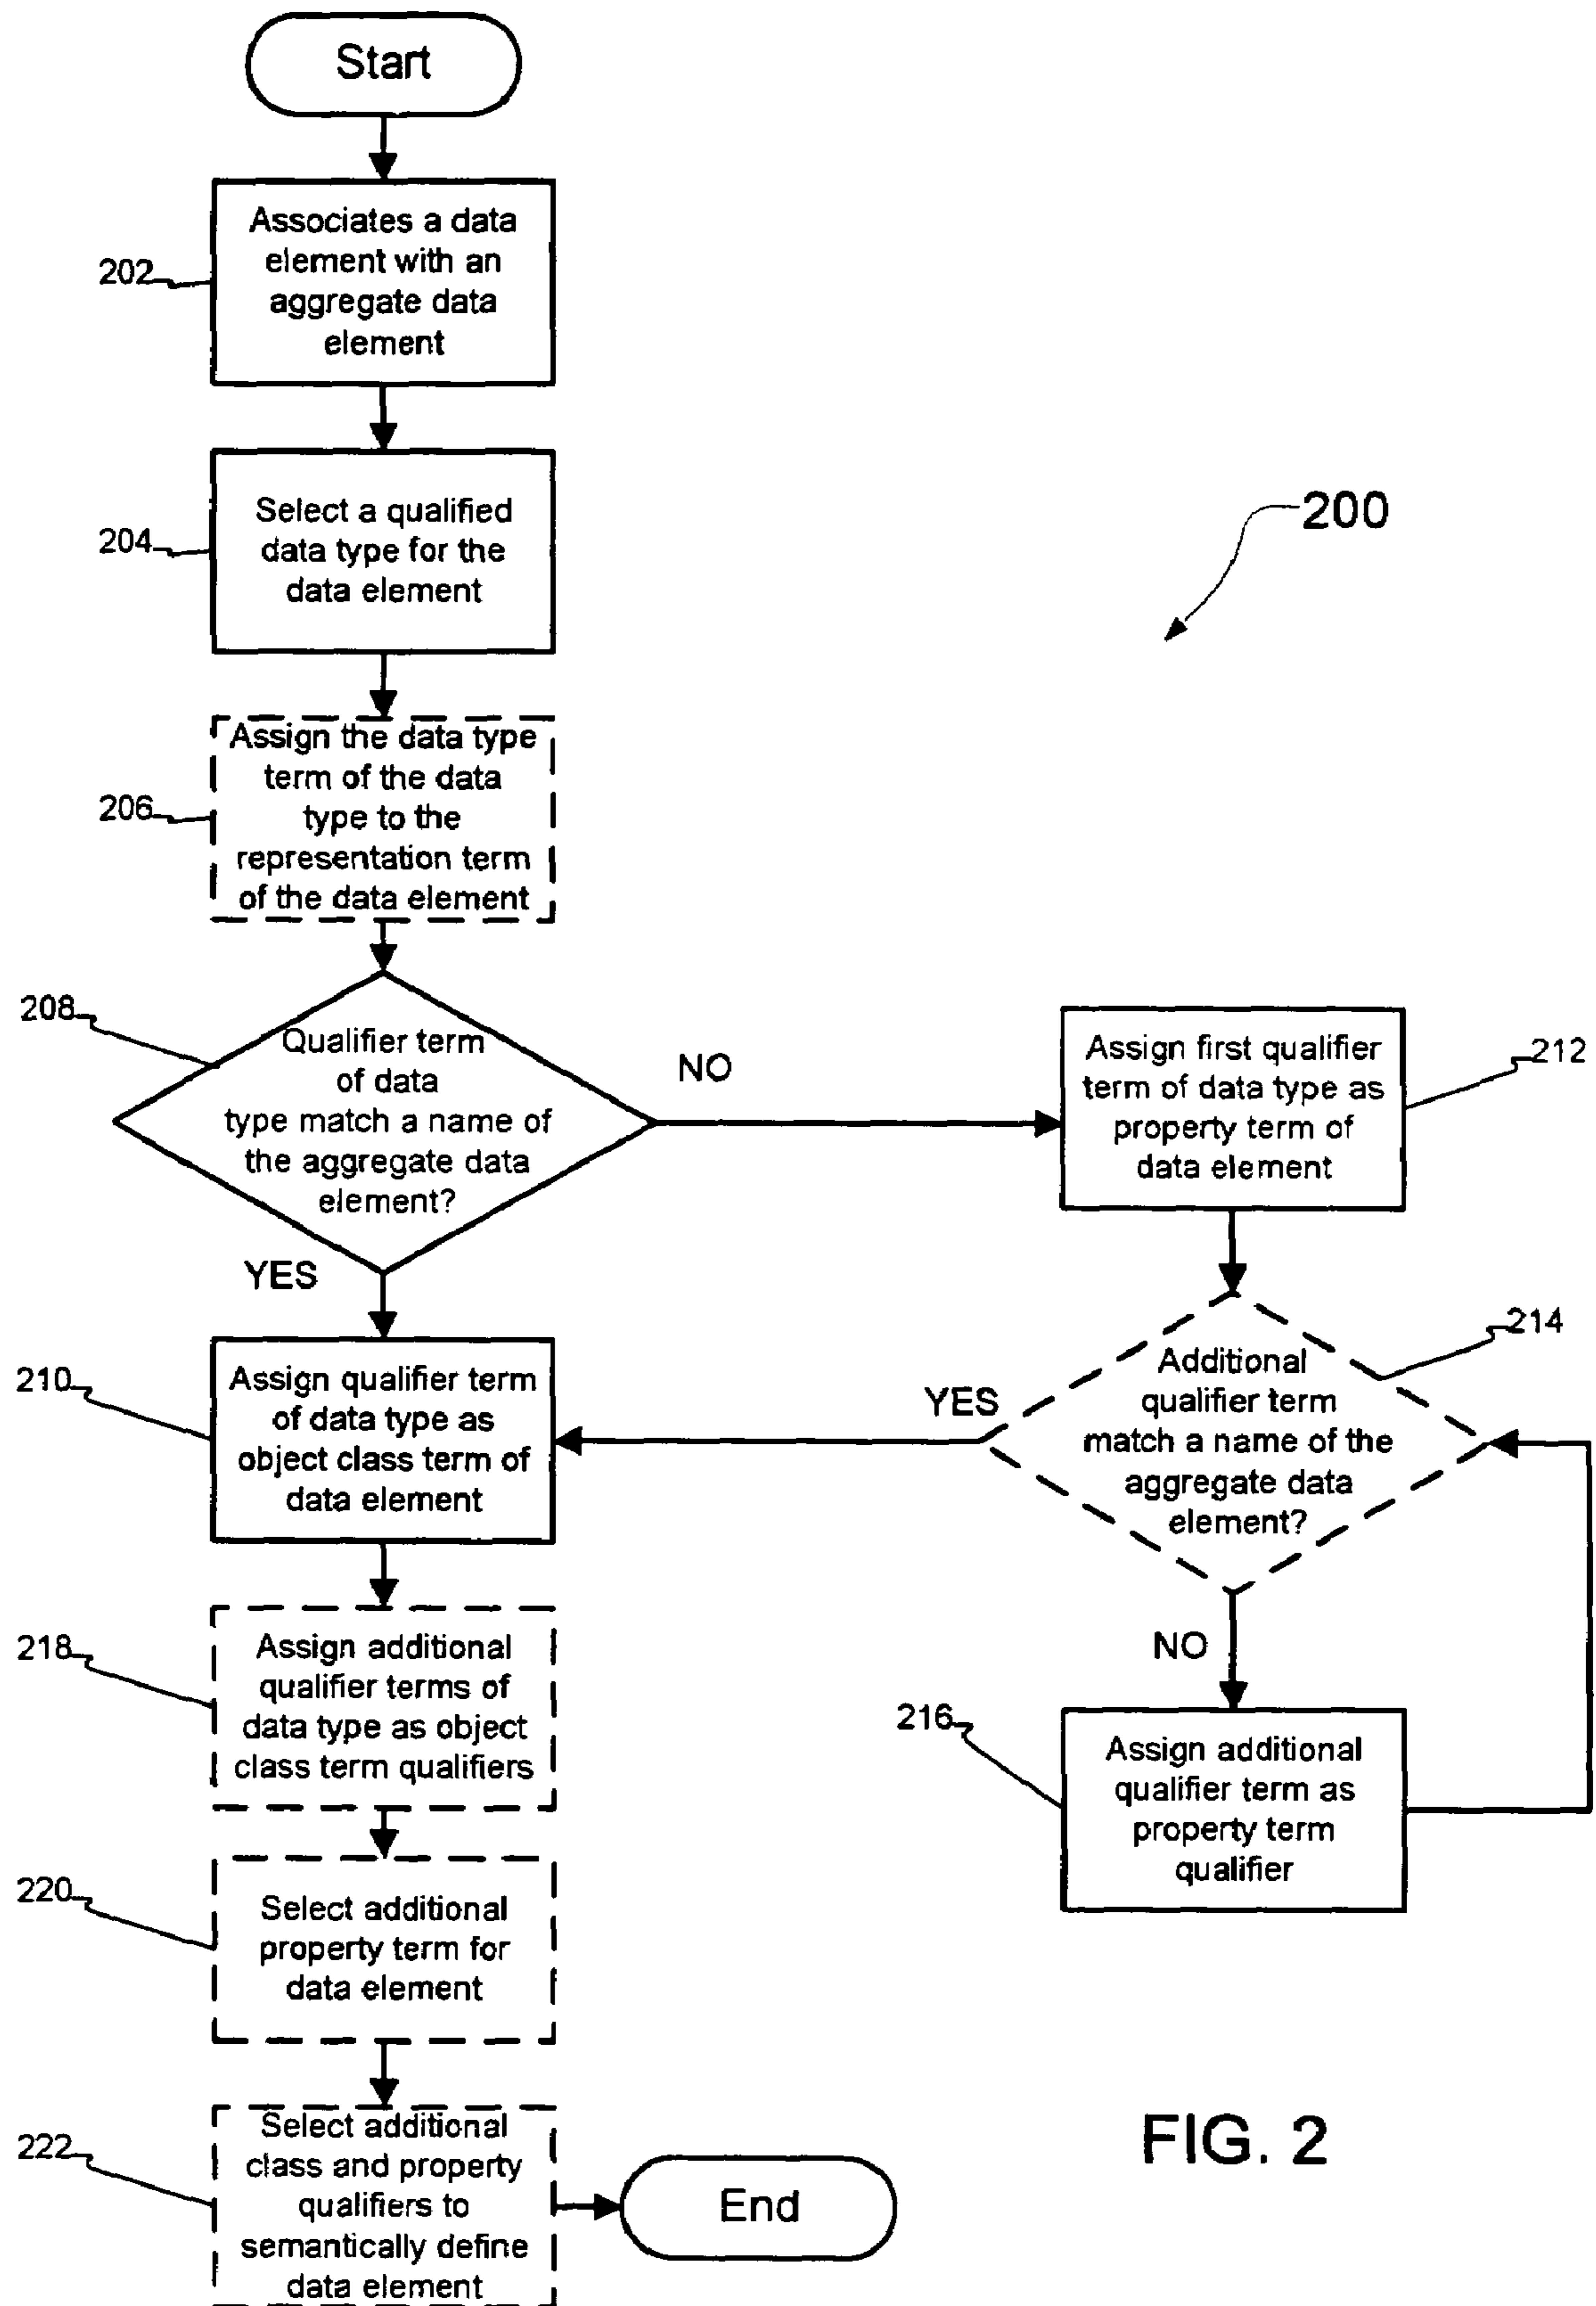 Start
202
Associates a data
element with an
aggregate data
element
204
Select a qualified
data type for the
data element
200
206
Assign the data type
term of the data
type to the
representation term
of the data element
208
Qualifier term
of data
type match a name of
the aggregate data
element?
NO
YES
212
Assign first qualifier
term of data type as
property term of
data element
214
Additional
qualifier term
match a name of the
aggregate data
element?
YES
NO
210
Assign qualifier term
of data type as
object class term of
data element
216
Assign additional
qualifier term as
property term
qualifier
218
Assign additional
qualifier terms of
data type as object
class term qualifiers
220
Select additional
property term for
data element
222
Select additional
class and property
qualifiers to
semantically define
data element
End
FIG. 2